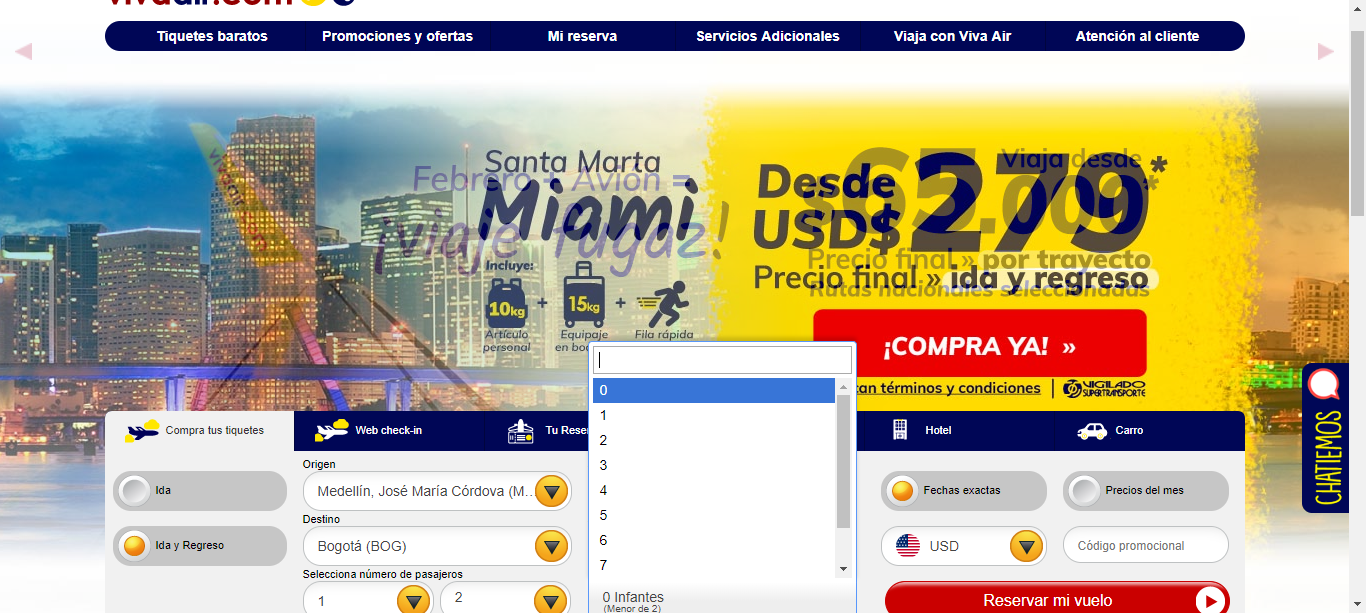 vivaair.com
Tiquetes baratos
Promociones y ofertas
Mi reserva
Servicios Adicionales
Viaja con Viva Air
Atención al cliente
Santa Marta
Febrero + Avión =
Miami
¡viaje Fugaz!
Incluye:
10kg + 15kg +
Artículo personal
Equipaje
en bo
Fila rápida
Viaja desde
Desde
USD$279*
.000*
Precio final » por trayecto
Precio final » ida y regreso
Rutas nacionales seleccionadas
¡COMPRA YA! »
an términos y condiciones
VIGILADO
SUPERTRANSPORTE
CHATIEMOS
Compra tus tiquetes
Web check-in
Tu Rese
Hotel
Carro
Ida
Ida y Regreso
Origen
Medellín, José María Córdova (M...
Destino
Bogotá (BOG)
Selecciona número de pasajeros
1
2
0
1
2
3
4
5
6
7
0 Infantes
(Menor de 2)
Fechas exactas
Precios del mes
USD
Código promocional
Reservar mi vuelo